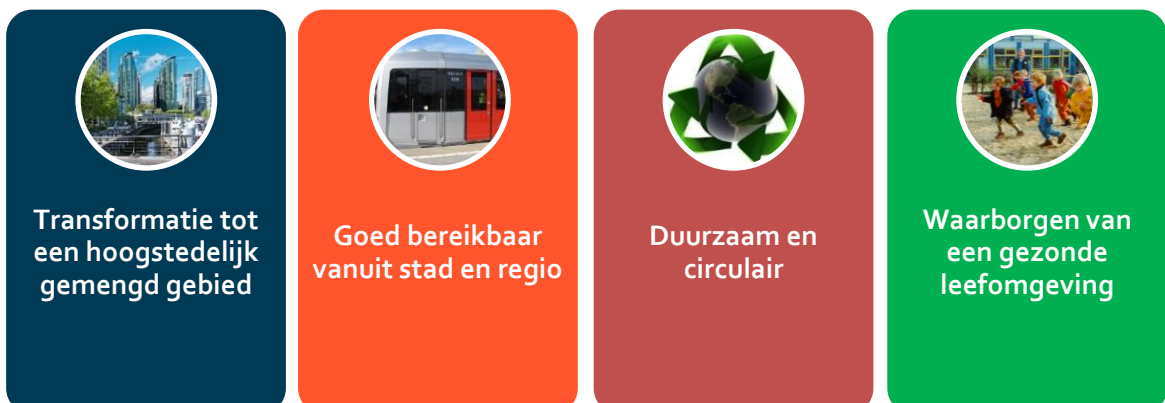 Transformatie tot
een hoogstedelijk
gemengd gebied
Goed bereikbaar
vanuit stad en regio
Duurzaam en
circulair
Waarborgen van
een gezonde
leefomgeving